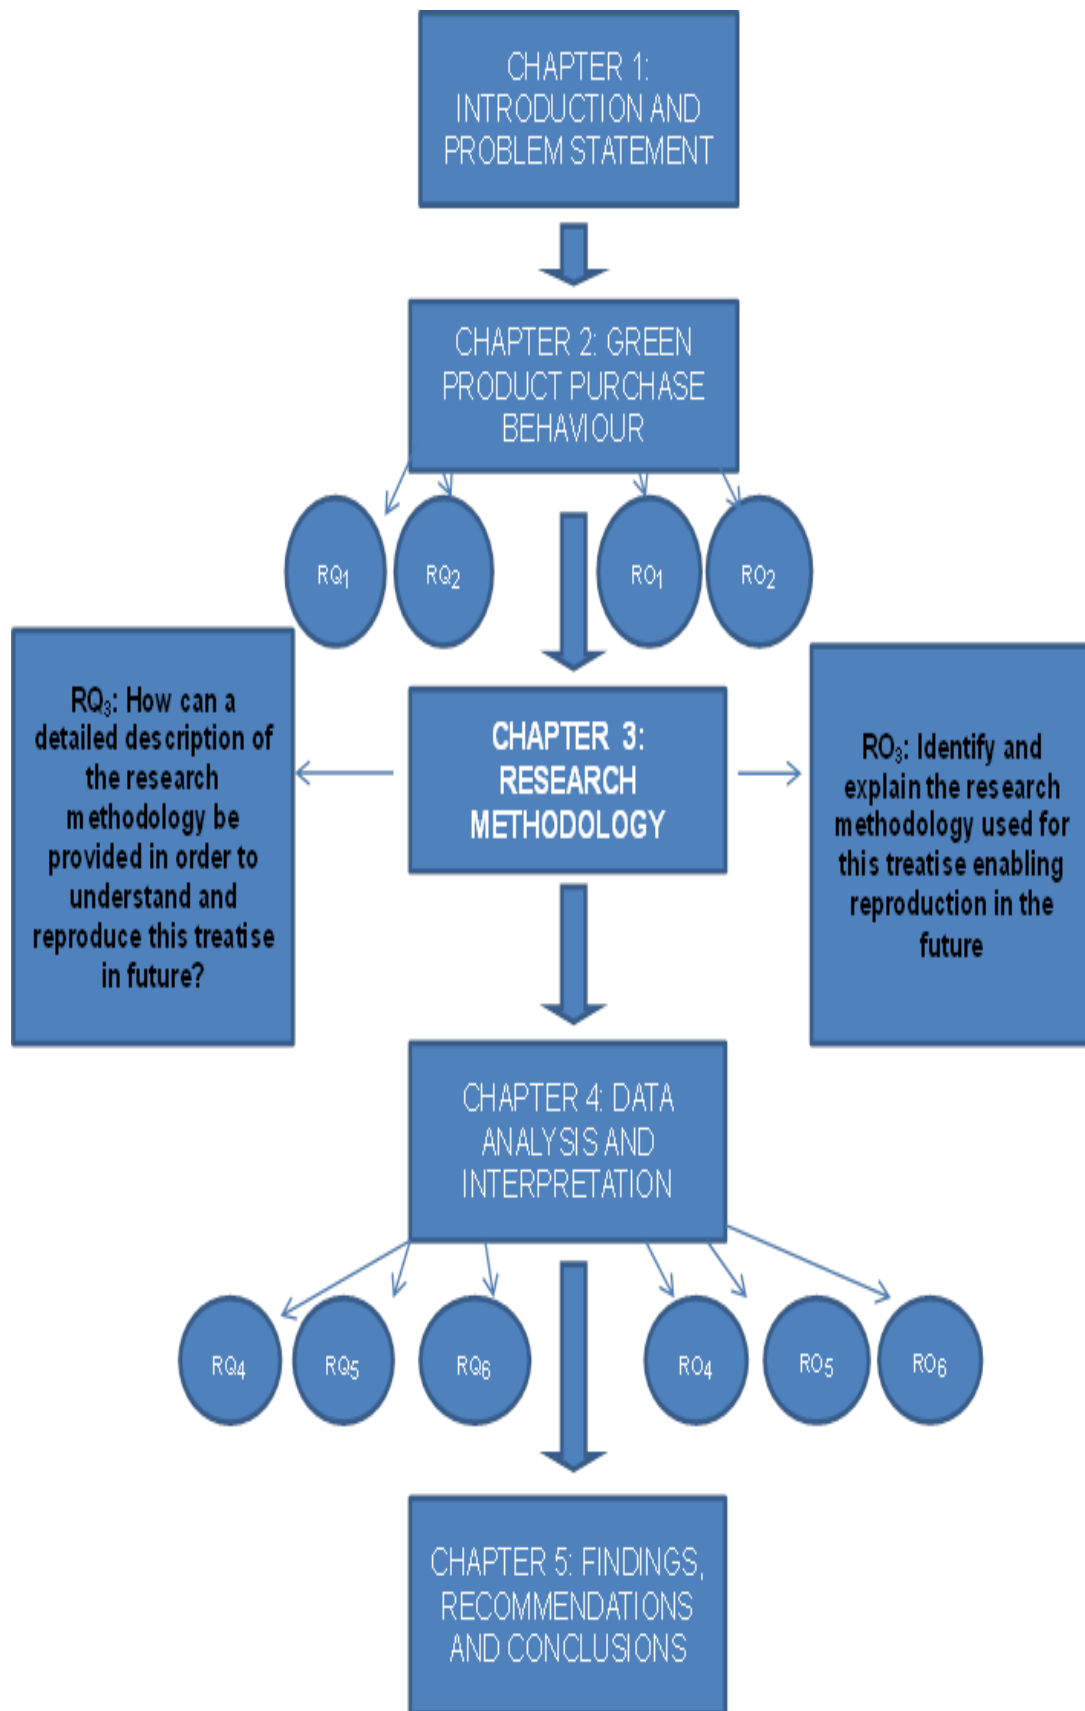 CHAPTER 1:
INTRODUCTION AND
PROBLEM STATEMENT
CHAPTER 2: GREEN
PRODUCT PURCHASE
BEHAVIOUR
RQ1
RQ2
RO1
RO2
RQ3: How can a
detailed description of
the research
methodology be
provided in order to
understand and
reproduce this treatise
in future?
CHAPTER 3:
RESEARCH
METHODOLOGY
RO3: Identify and
explain the research
methodology used for
this treatise enabling
reproduction in the
future
CHAPTER 4: DATA
ANALYSIS AND
INTERPRETATION
RQ4
RQ5
RQ6
RO4
RO5
RO6
CHAPTER 5: FINDINGS,
RECOMMENDATIONS
AND CONCLUSIONS